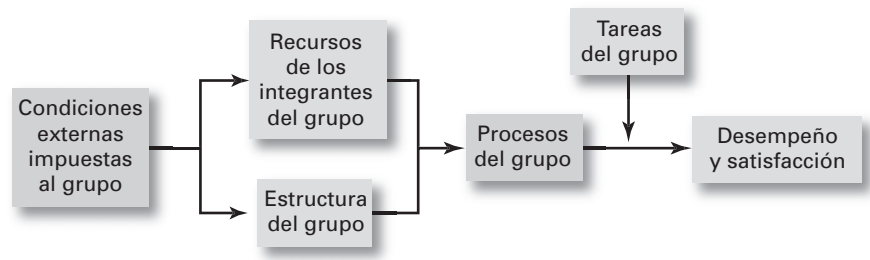 Condiciones
externas
impuestas
al grupo
Recursos
de los
integrantes
del grupo
Estructura
del grupo
Procesos
del grupo
Tareas
del grupo
Desempeño
y satisfacción